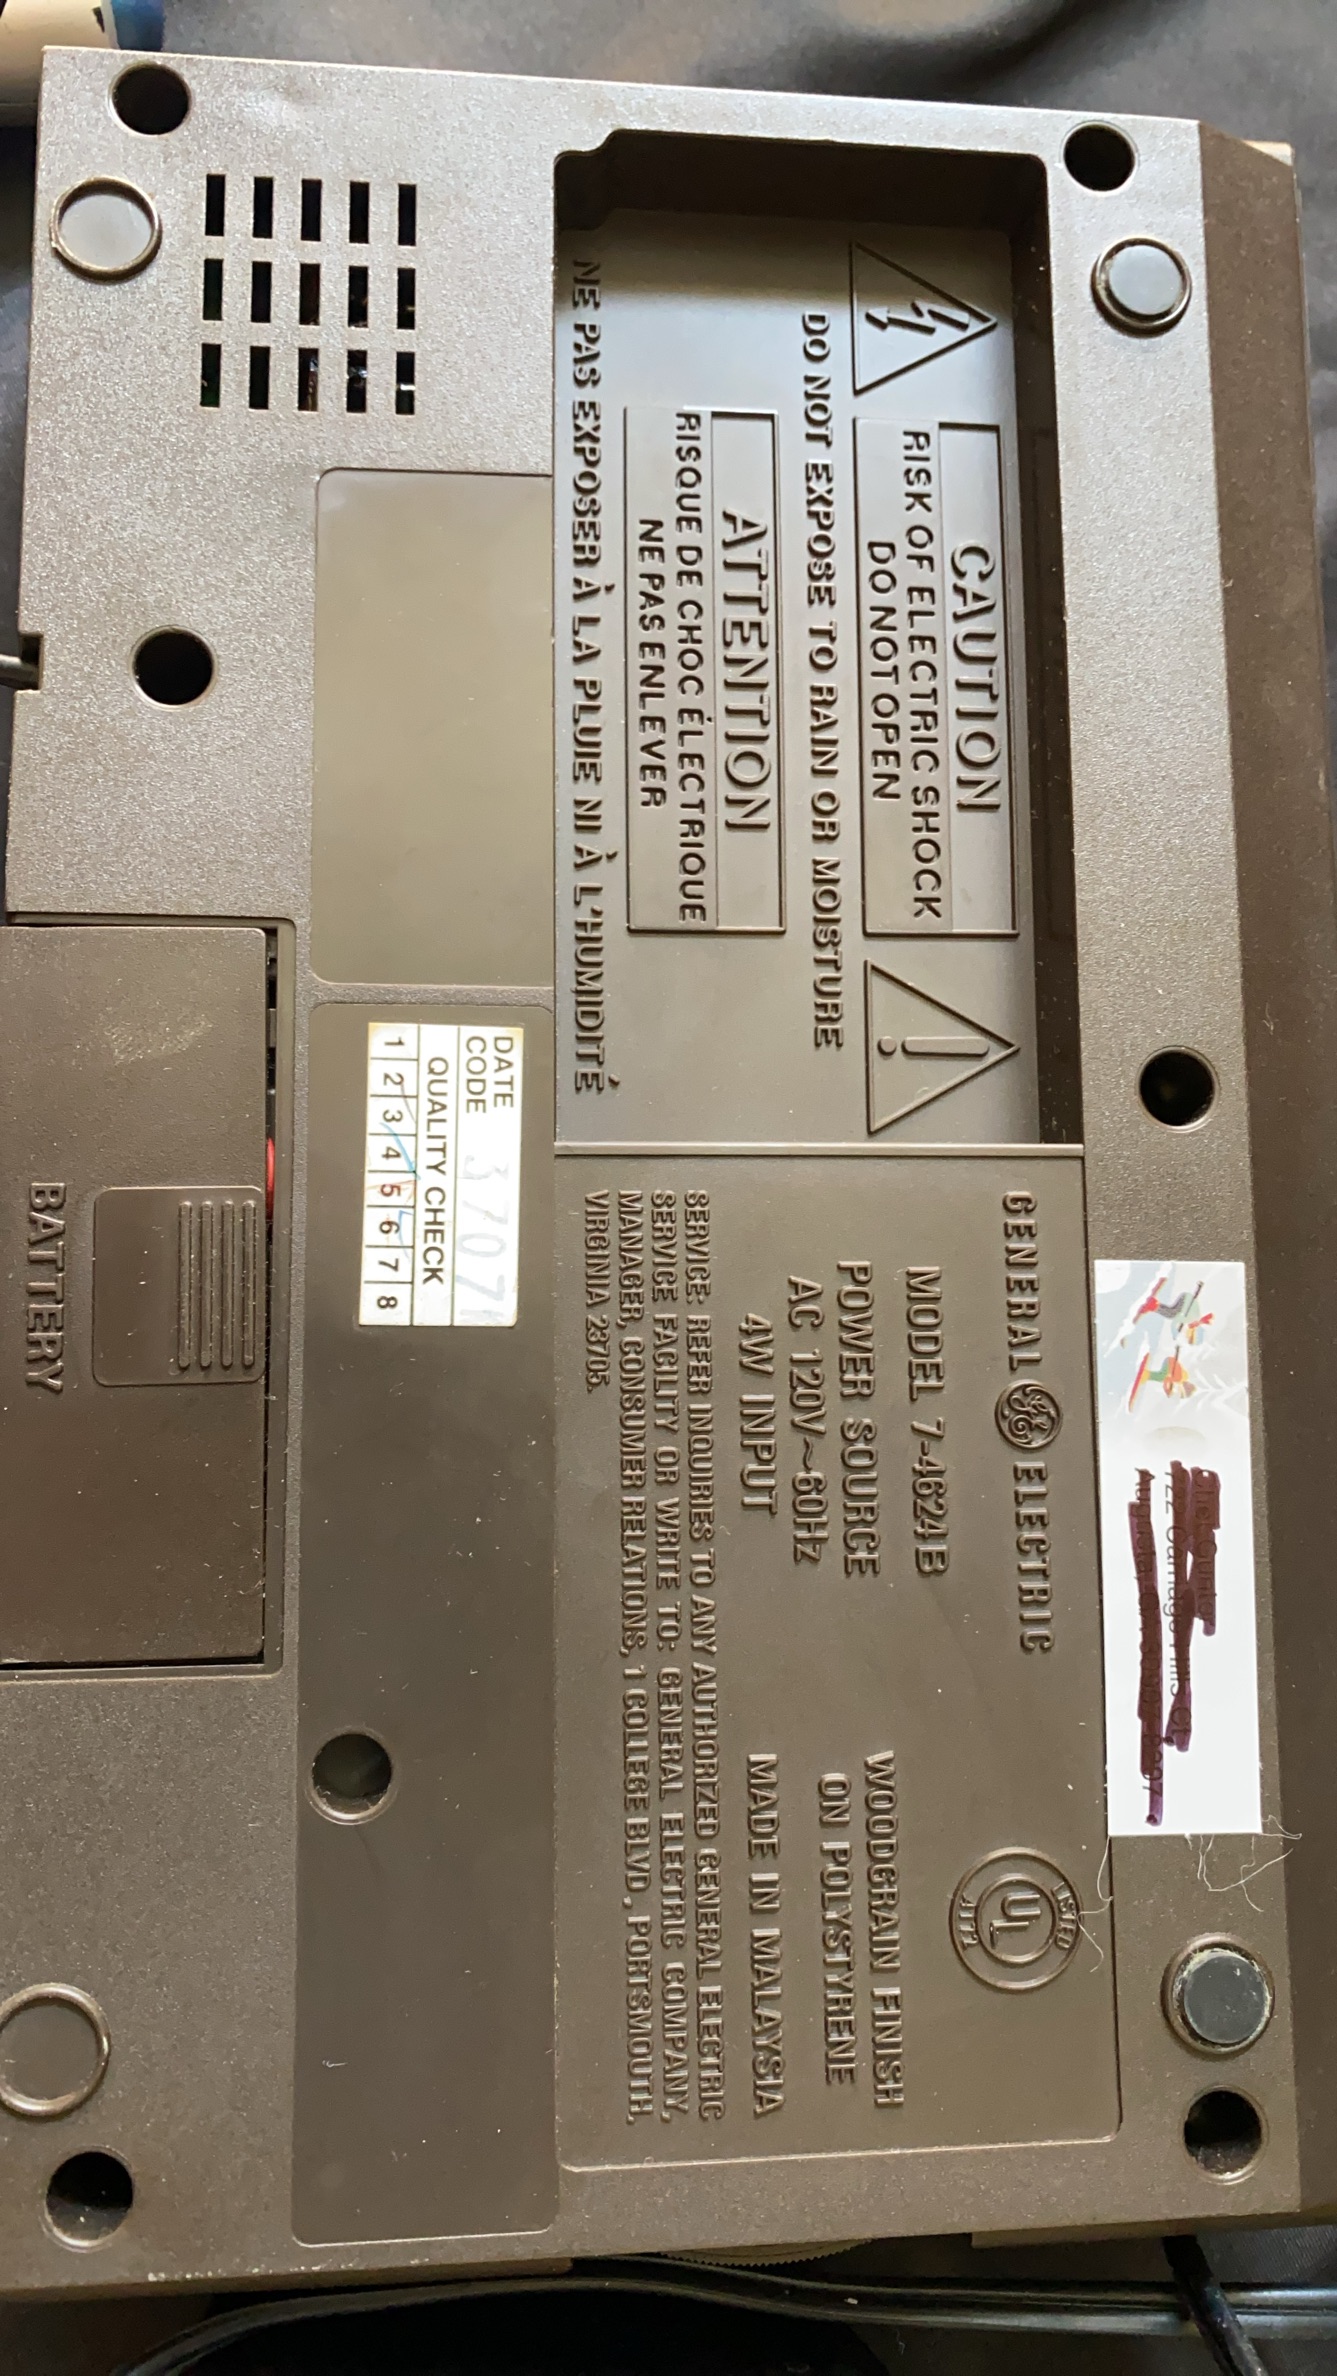 CAUTION
RISK OF ELECTRIC SHOCK
DO NOT OPEN
DO NOT EXPOSE TO RAIN OR MOISTURE
ATTENTION
RISQUE DE CHOC ÉLECTRIQUE
NE PAS ENLEVER
NE PAS EXPOSER À LA PLUIE NI À L'HUMIDITÉ
GENERAL GE ELECTRIC
MODEL 7-4624B
POWER SOURCE
AC 120V~60Hz
4W INPUT
UL
LISTED
WOODGRAIN FINISH
ON POLYSTYRENE
MADE IN MALAYSIA
SERVICE: REFER INQUIRIES TO ANY AUTHORIZED GENERAL ELECTRIC
SERVICE FACILITY OR WRITE TO: GENERAL ELECTRIC COMPANY,
MANAGER, CONSUMER RELATIONS, 1 COLLEGE BLVD., PORTSMOUTH,
VIRGINIA 23705.
DATE
CODE 3707
QUALITY CHECK
1 2 3 4 5 6 7 8
BATTERY